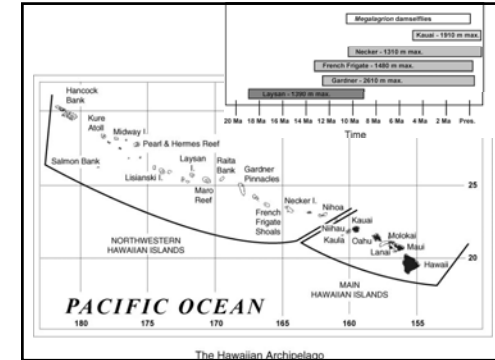 Megalagrion damselflies
Kauai - 1910 m max.
Necker - 1310 m max.
French Frigate - 1480 m max.
Gardner - 2610 m max.
Laysan - 1390 m max.
20 Ma 18 Ma 16 Ma 14 Ma 12 Ma 10 Ma 8 Ma 6 Ma 4 Ma 2 Ma Pres.
Time
Hancock
Bank
Kure
Atoll
Midway I.
Pearl & Hermes Reef
Salmon Bank
Lisianski I.
Laysan
I.
Maro
Reef
Raita
Bank
Gardner
Pinnacles
French
Frigate
Shoals
Necker I.
Nihoa
Niihau
Kaula
Kauai
Oahu
Molokai
Lanai
Maui
Hawaii
25
20
NORTHWESTERN
HAWAIIAN ISLANDS
MAIN
HAWAIIAN ISLANDS
PACIFIC OCEAN
180 175 170 165 160 155
The Hawaiian Archipelago